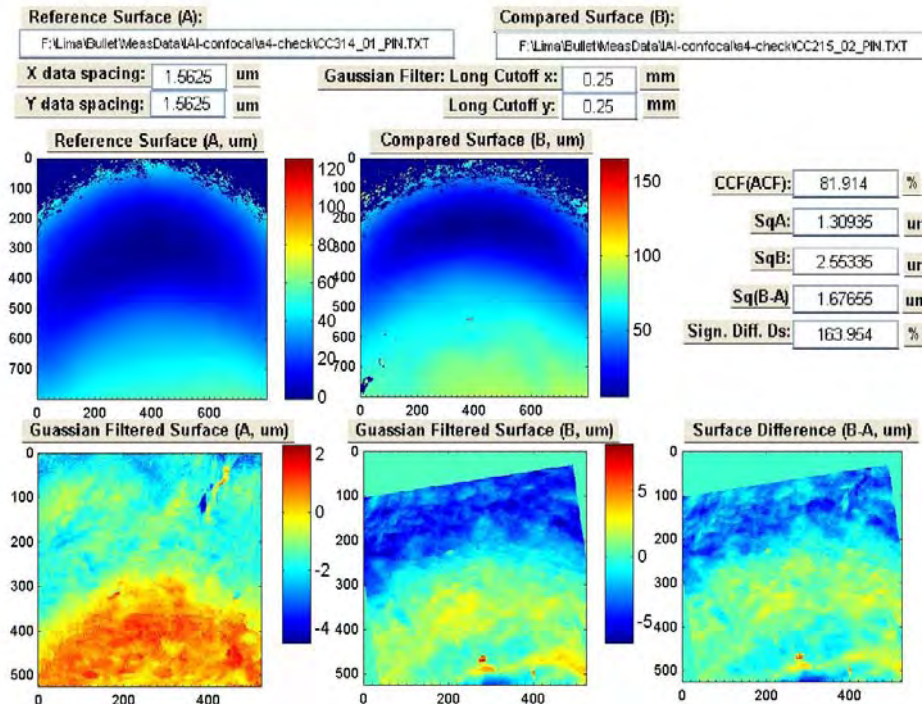 Reference Surface (A): Compared Surface (B):
F:\Lima\Bullet\MeasData\IAI-confocal\a4-check\CC314_01_PIN.TXT F:\Lima\Bullet\MeasData\IAI-confocal\a4-check\CC215_02_PIN.TXT
X data spacing: 1.5625 um Gaussian Filter: Long Cutoff x: 0.25 mm
Y data spacing: 1.5625 um Long Cutoff y: 0.25 mm
Reference Surface (A, um) Compared Surface (B, um)
0 100 200 300 400 500 600 700
0 200 400 600
120 100 80 60 40 20 0
0 100 200 300 400 500 600 700
0 200 400 600
150 100 50
CCF(ACF): 81.914 %
SqA: 1.30935 um
SqB: 2.55335 um
Sq(B-A) 1.67655 um
Sign. Diff. Ds: 163.954 %
Guassian Filtered Surface (A, um) Guassian Filtered Surface (B, um) Surface Difference (B-A, um)
0 100 200 300 400 500
0 200 400
2 0 -2 -4
0 100 200 300 400 500
0 200 400
5 0 -5
0 100 200 300 400 500
0 200 400